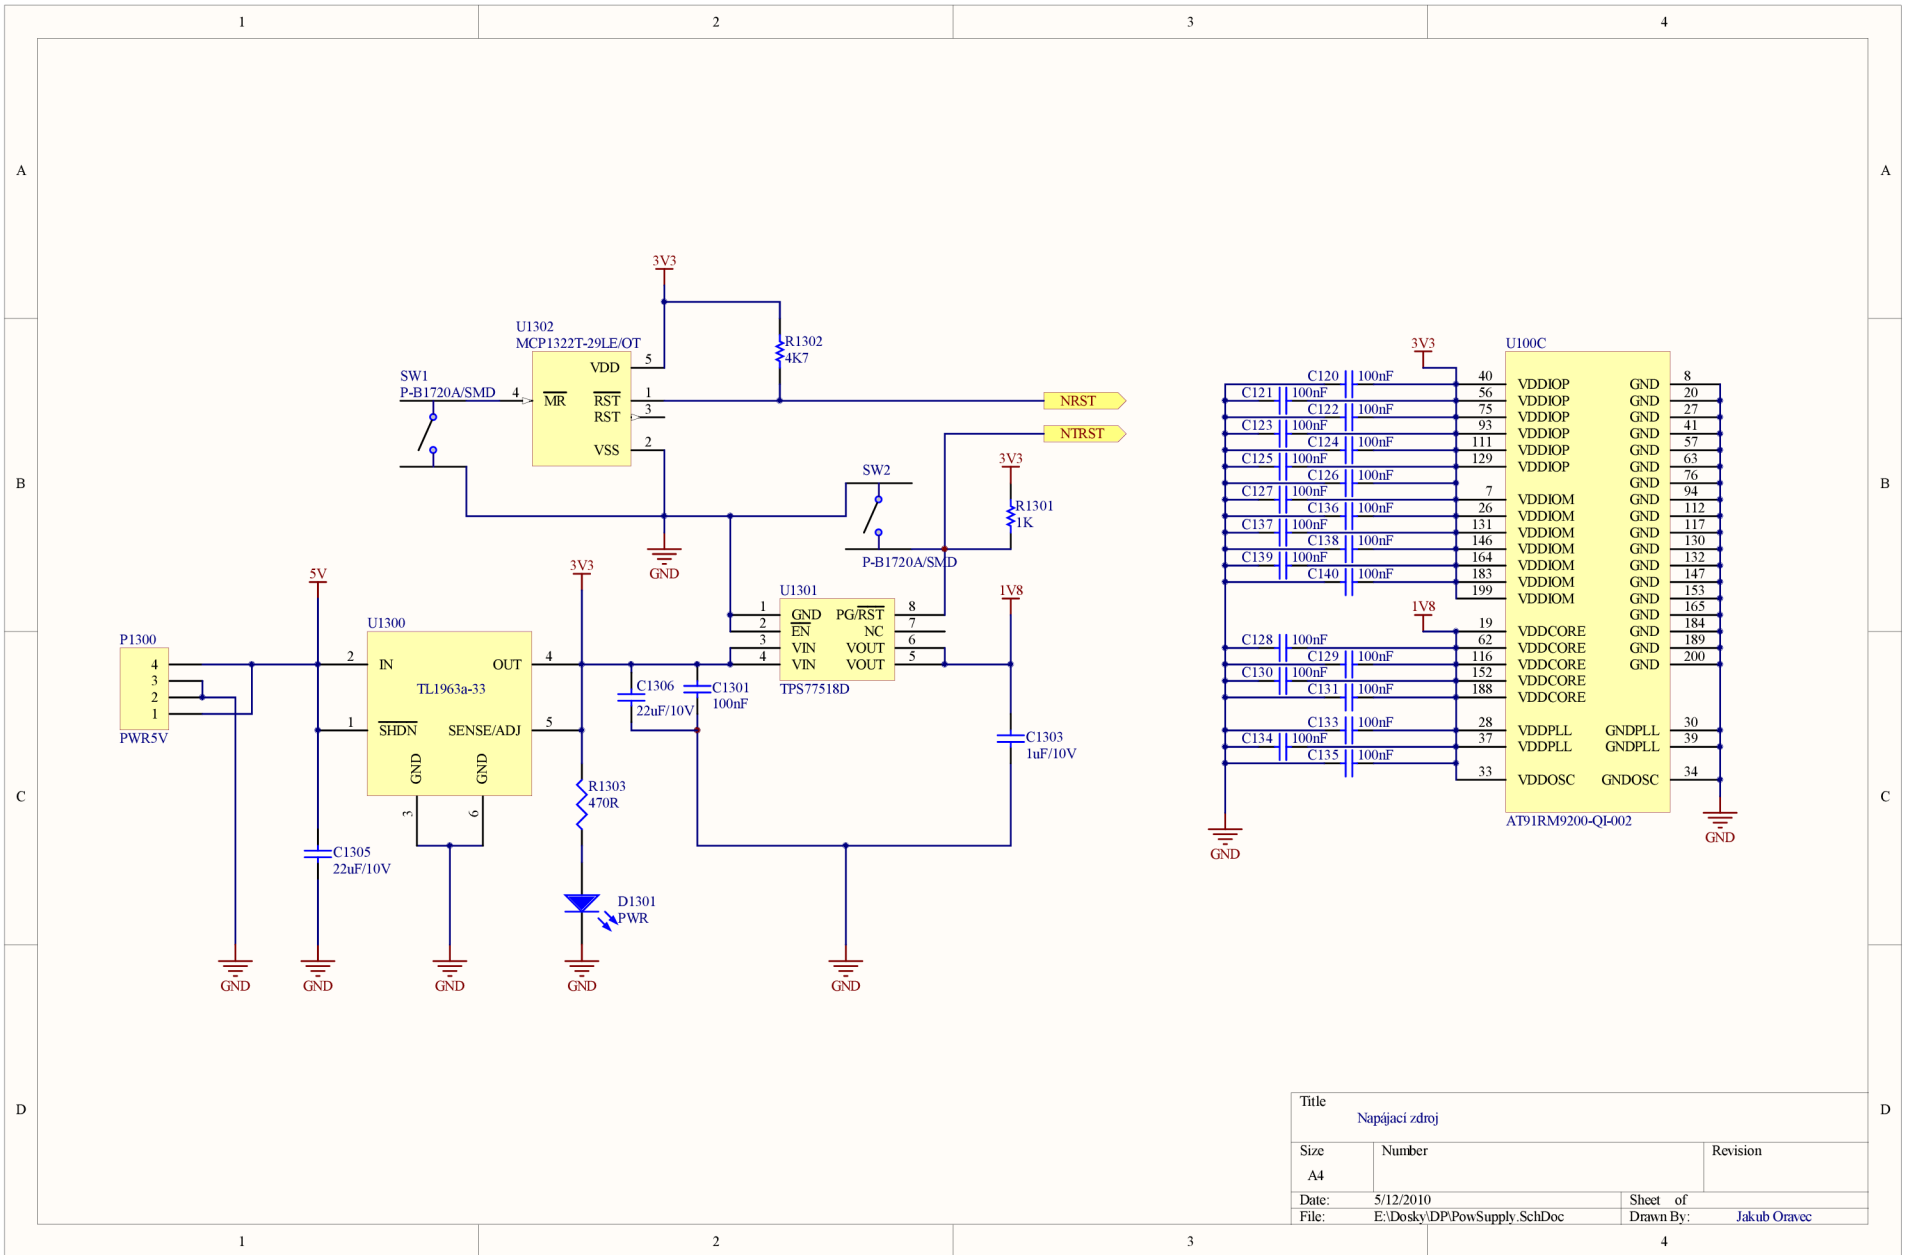 1 2 3 4
A A
B B
C C
D D
3V3
U1302
MCP1322T-29LE/OT
VDD 5
4 MR RST 1
RST 3
VSS 2
SW1
P-B1720A/SMD
R1302
4K7
NRST
NTRST
SW2
P-B1720A/SMD
3V3
R1301
1K
GND
5V
3V3
1V8
P1300
4
3
2
1
PWR5V
U1300
2 IN OUT 4
TL1963a-33
1 SHDN SENSE/ADJ 5
GND GND
3 6
C1305
22uF/10V
C1306
22uF/10V
C1301
100nF
U1301
1 GND PG/RST 8
2 EN NC 7
3 VIN VOUT 6
4 VIN VOUT 5
TPS77518D
C1303
1uF/10V
R1303
470R
D1301
PWR
GND GND GND GND GND
3V3
U100C
C120 100nF 40 VDDIOP GND 8
C121 100nF 56 VDDIOP GND 20
C122 100nF 75 VDDIOP GND 27
C123 100nF 93 VDDIOP GND 41
C124 100nF 111 VDDIOP GND 57
C125 100nF 129 VDDIOP GND 63
C126 100nF GND 76
C127 100nF 7 VDDIOM GND 94
C136 100nF 26 VDDIOM GND 112
C137 100nF 131 VDDIOM GND 117
C138 100nF 146 VDDIOM GND 130
C139 100nF 164 VDDIOM GND 132
C140 100nF 183 VDDIOM GND 147
199 VDDIOM GND 153
1V8 GND 165
19 VDDCORE GND 184
C128 100nF 62 VDDCORE GND 189
C129 100nF 116 VDDCORE GND 200
C130 100nF 152 VDDCORE
C131 100nF 188 VDDCORE
C133 100nF 28 VDDPLL GNDPLL 30
C134 100nF 37 VDDPLL GNDPLL 39
C135 100nF
33 VDDOSC GNDOSC 34
AT91RM9200-QI-002
GND GND
Title
Napájací zdroj
Size Number Revision
A4
Date: 5/12/2010 Sheet of
File: E:\Dosky\DP\PowSupply.SchDoc Drawn By: Jakub Oravec
1 2 3 4